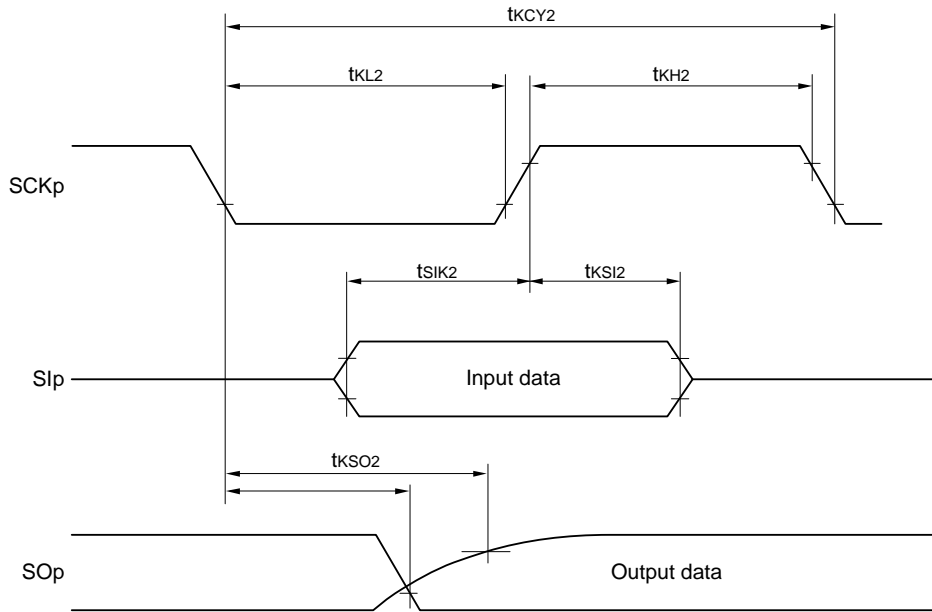 tKCY2
tKL2
tKH2
SCKp
tSIK2
tKSI2
SIp
Input data
tKSO2
SOp
Output data